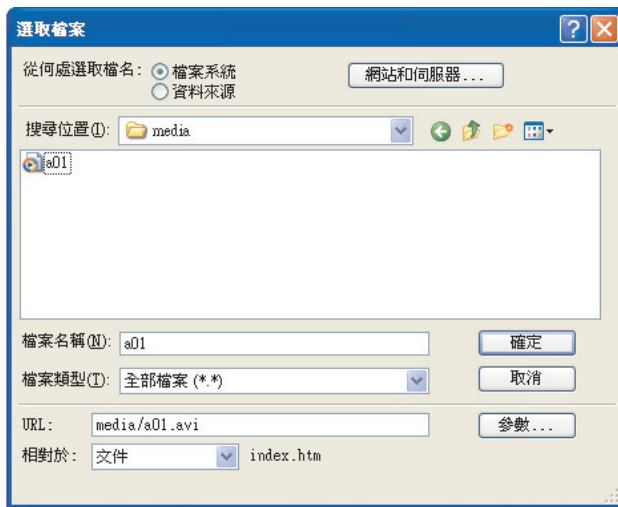 選取檔案
從何處選取檔名: 檔案系統 網站和伺服器...
資料來源
搜尋位置(I): media
a01
檔案名稱(N): a01 確定
檔案類型(T): 全部檔案 (*.*) 取消
URL: media/a01.avi 參數...
相對於: 文件 index.htm